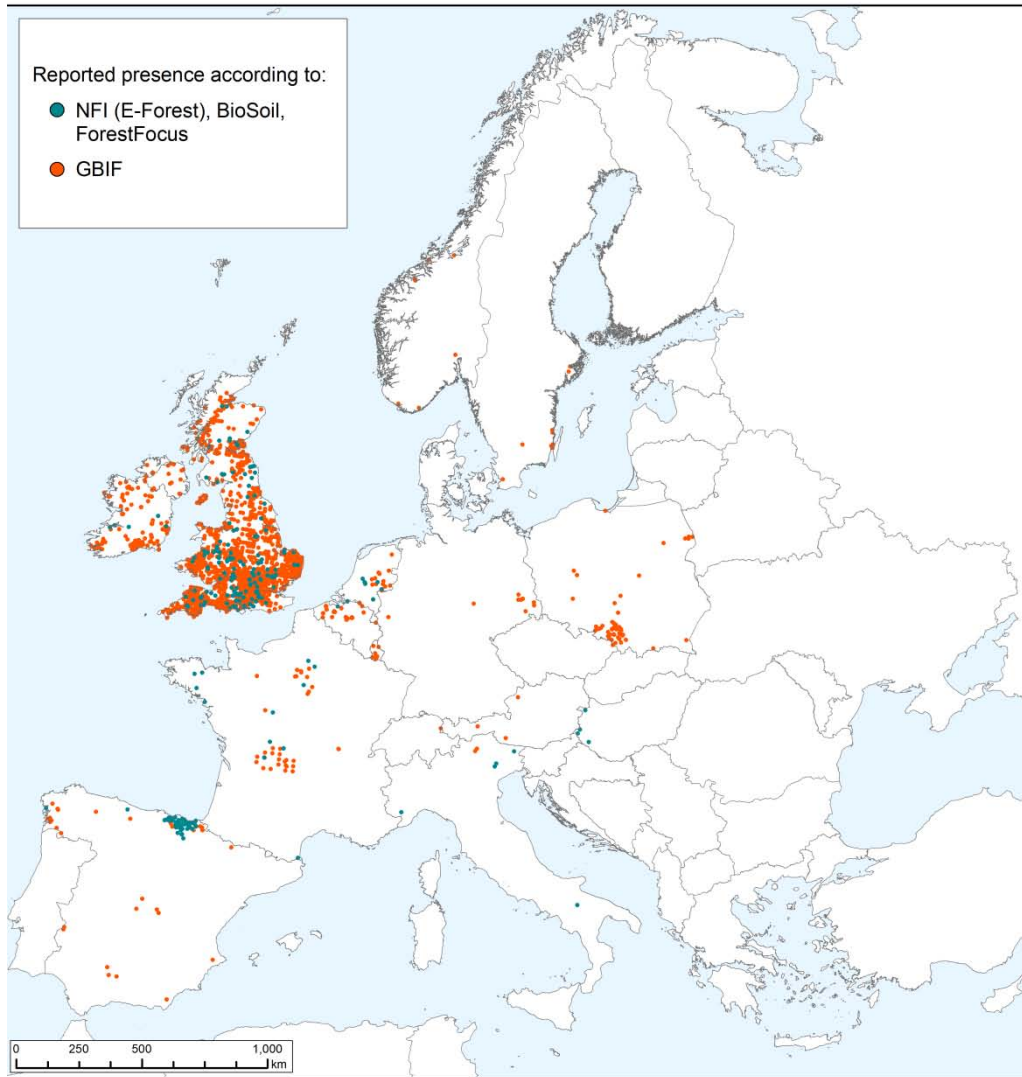 Reported presence according to:
NFI (E-Forest), BioSoil,
ForestFocus
GBIF
0 250 500 1,000
km